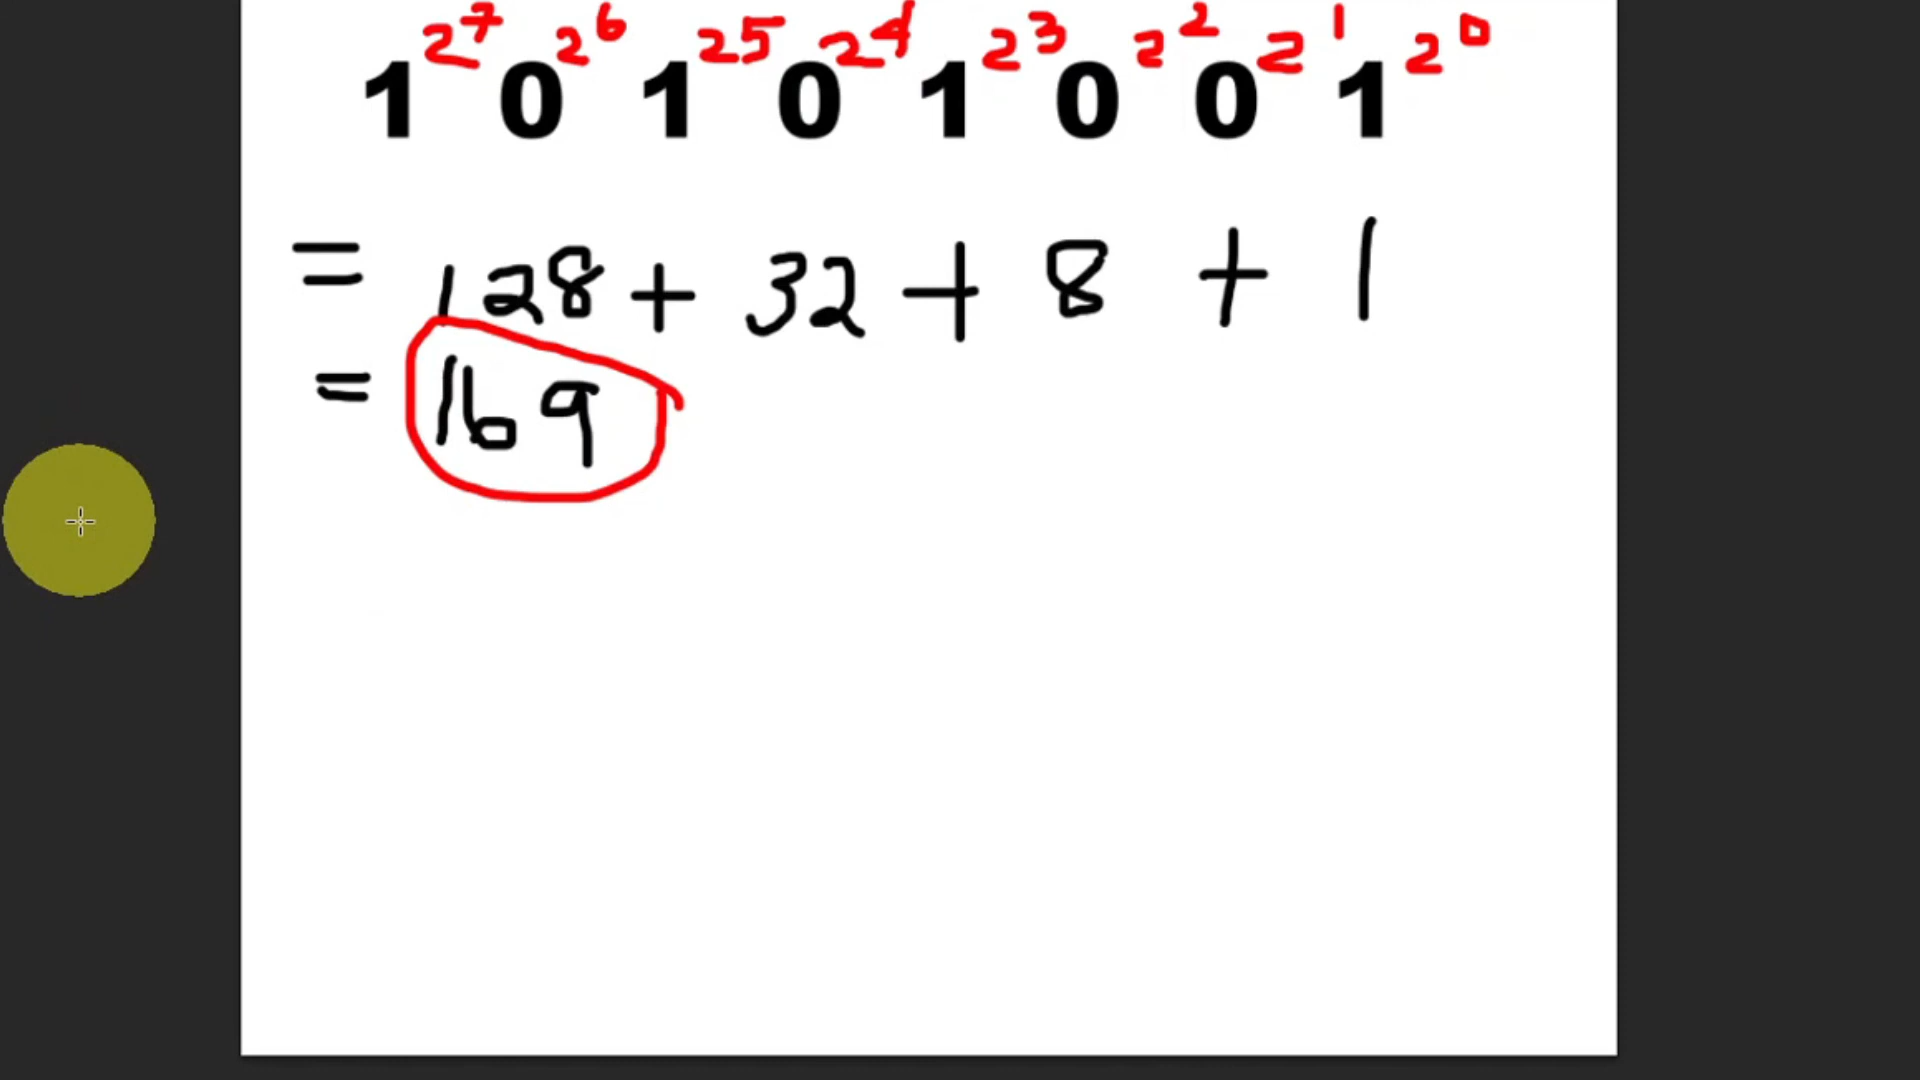 2⁷ 2⁶ 2⁵ 2⁴ 2³ 2² 2¹ 2⁰
1 0 1 0 1 0 0 1
= 128 + 32 + 8 + 1
= 169